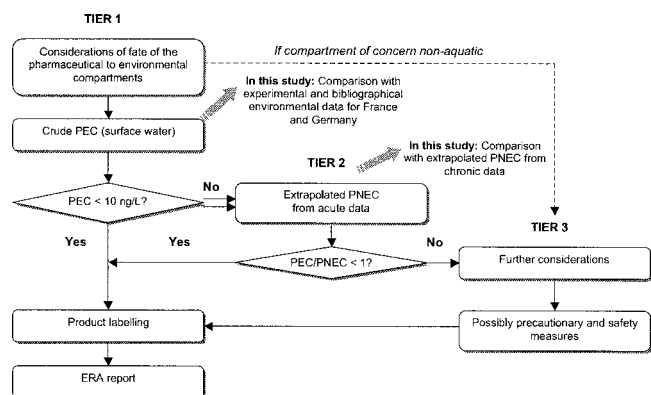 TIER 1
Considerations of fate of the
pharmaceutical to environmental
compartments
If compartment of concern non-aquatic
In this study: Comparison with
experimental and bibliographical
environmental data for France
and Germany
Crude PEC (surface water)
In this study: Comparison
with extrapolated PNEC from
chronic data
TIER 2
No
PEC < 10 ng/L?
Extrapolated PNEC
from acute data
TIER 3
Yes
Yes
No
PEC/PNEC < 1?
Further considerations
Product labelling
Possibly precautionary and safety
measures
ERA report